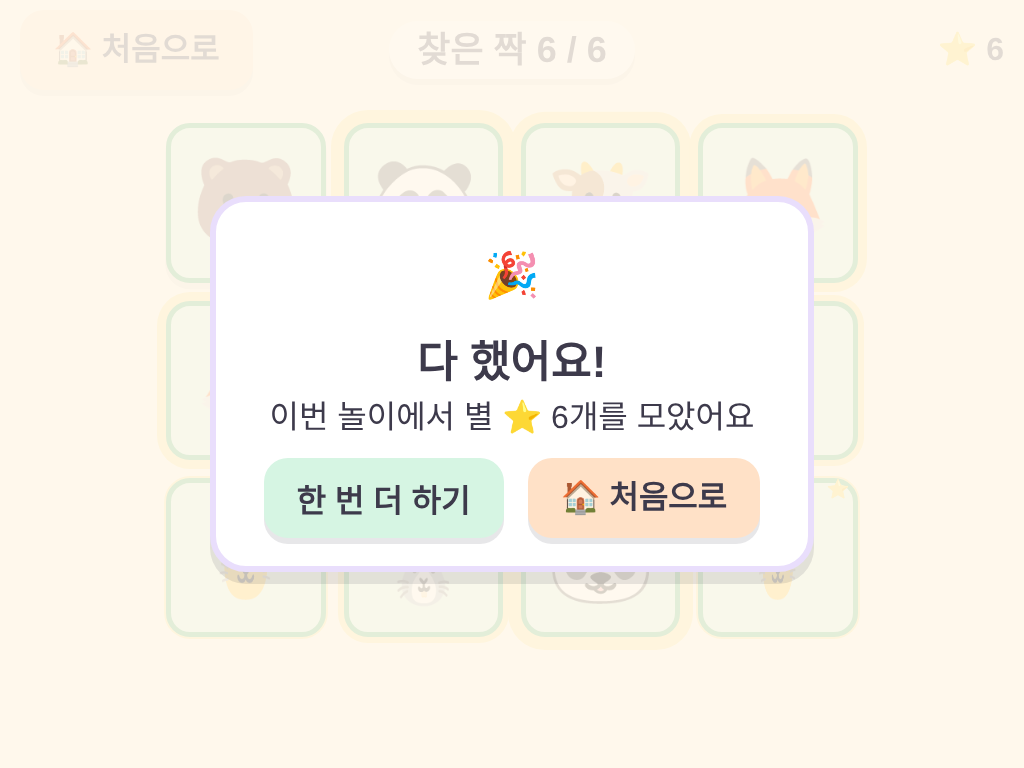 🏠 처음으로
찾은 짝 6 / 6
⭐ 6
🎉
다 했어요!
이번 놀이에서 별 ⭐ 6개를 모았어요
한 번 더 하기
🏠 처음으로